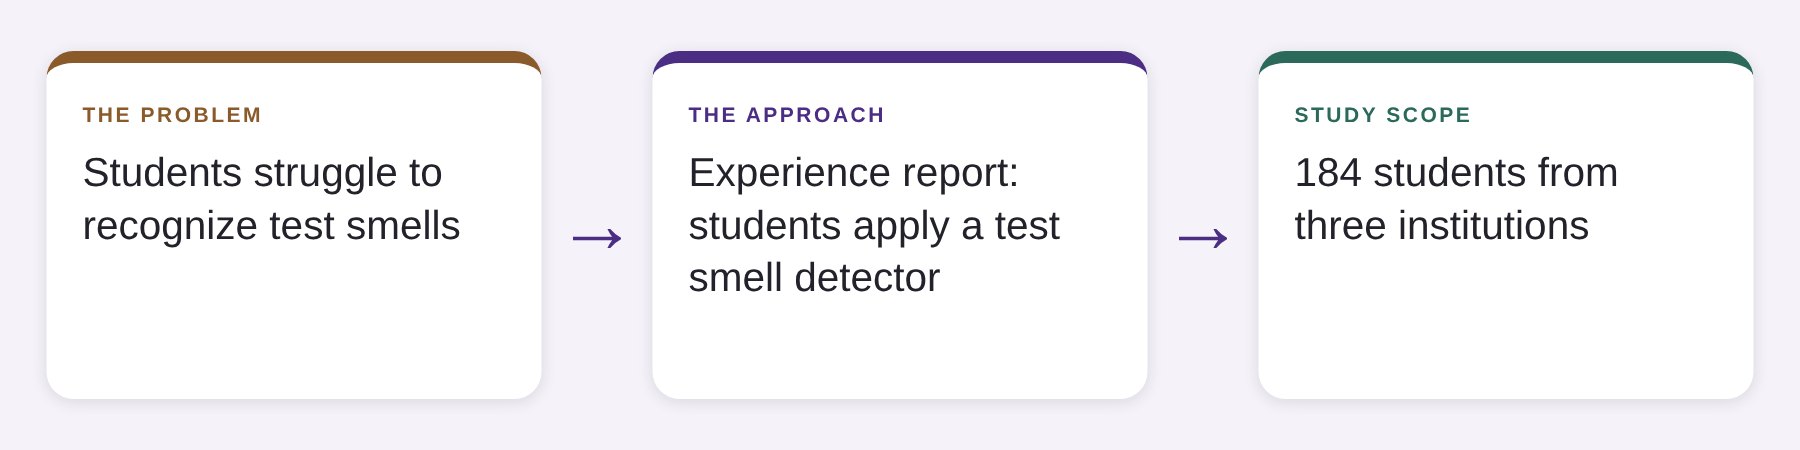 THE PROBLEM
Students struggle to
recognize test smells
→
THE APPROACH
Experience report:
students apply a test
smell detector
→
STUDY SCOPE
184 students from
three institutions